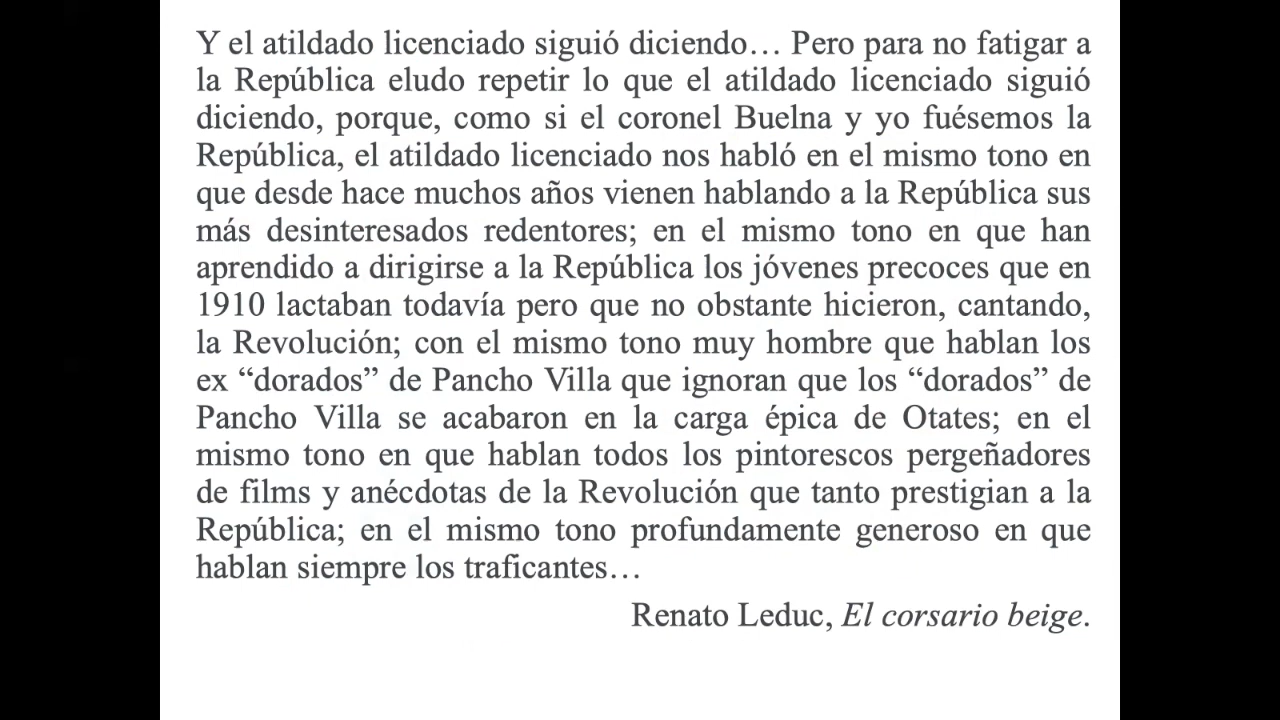 Y el atildado licenciado siguió diciendo… Pero para no fatigar a
la República eludo repetir lo que el atildado licenciado siguió
diciendo, porque, como si el coronel Buelna y yo fuésemos la
República, el atildado licenciado nos habló en el mismo tono en
que desde hace muchos años vienen hablando a la República sus
más desinteresados redentores; en el mismo tono en que han
aprendido a dirigirse a la República los jóvenes precoces que en
1910 lactaban todavía pero que no obstante hicieron, cantando,
la Revolución; con el mismo tono muy hombre que hablan los
ex “dorados” de Pancho Villa que ignoran que los “dorados” de
Pancho Villa se acabaron en la carga épica de Otates; en el
mismo tono en que hablan todos los pintorescos pergeñadores
de films y anécdotas de la Revolución que tanto prestigian a la
República; en el mismo tono profundamente generoso en que
hablan siempre los traficantes…
Renato Leduc, El corsario beige.